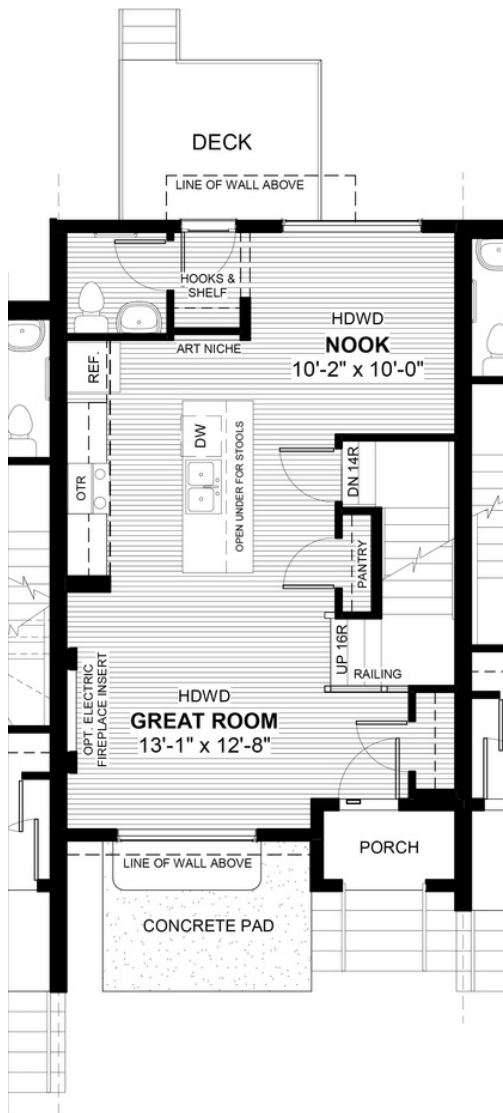 DECK
LINE OF WALL ABOVE
HOOKS &
SHELF
HDWD
NOOK
10'-2" x 10'-0"
ART NICHE
REF.
DW
OPEN UNDER FOR STOOLS
OTR
DN 14R
PANTRY
UP 16R
RAILING
OPT. ELECTRIC
FIREPLACE INSERT
HDWD
GREAT ROOM
13'-1" x 12'-8"
LINE OF WALL ABOVE
PORCH
CONCRETE PAD